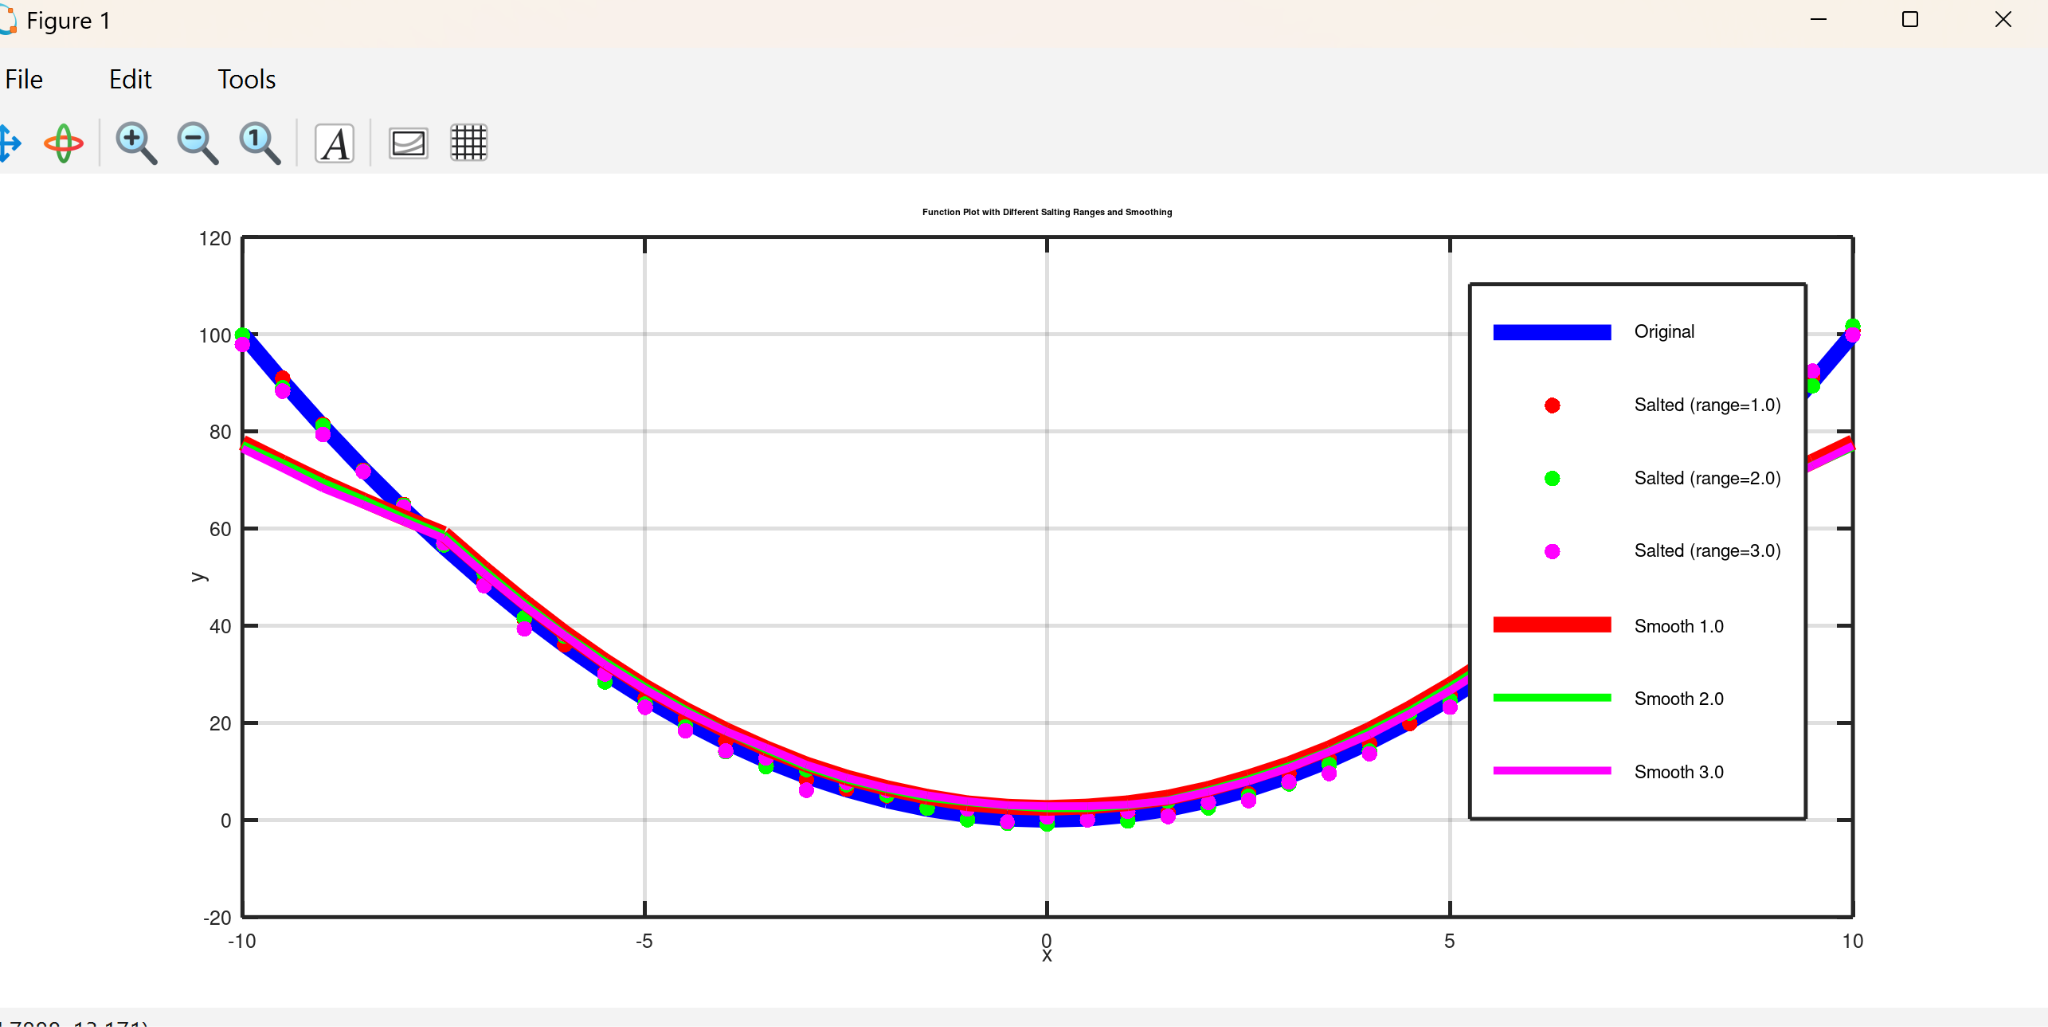 Figure 1
File Edit Tools
Function Plot with Different Salting Ranges and Smoothing
120
100
80
60
40
20
0
-20
y
-10 -5 0 5 10
x
Original
Salted (range=1.0)
Salted (range=2.0)
Salted (range=3.0)
Smooth 1.0
Smooth 2.0
Smooth 3.0